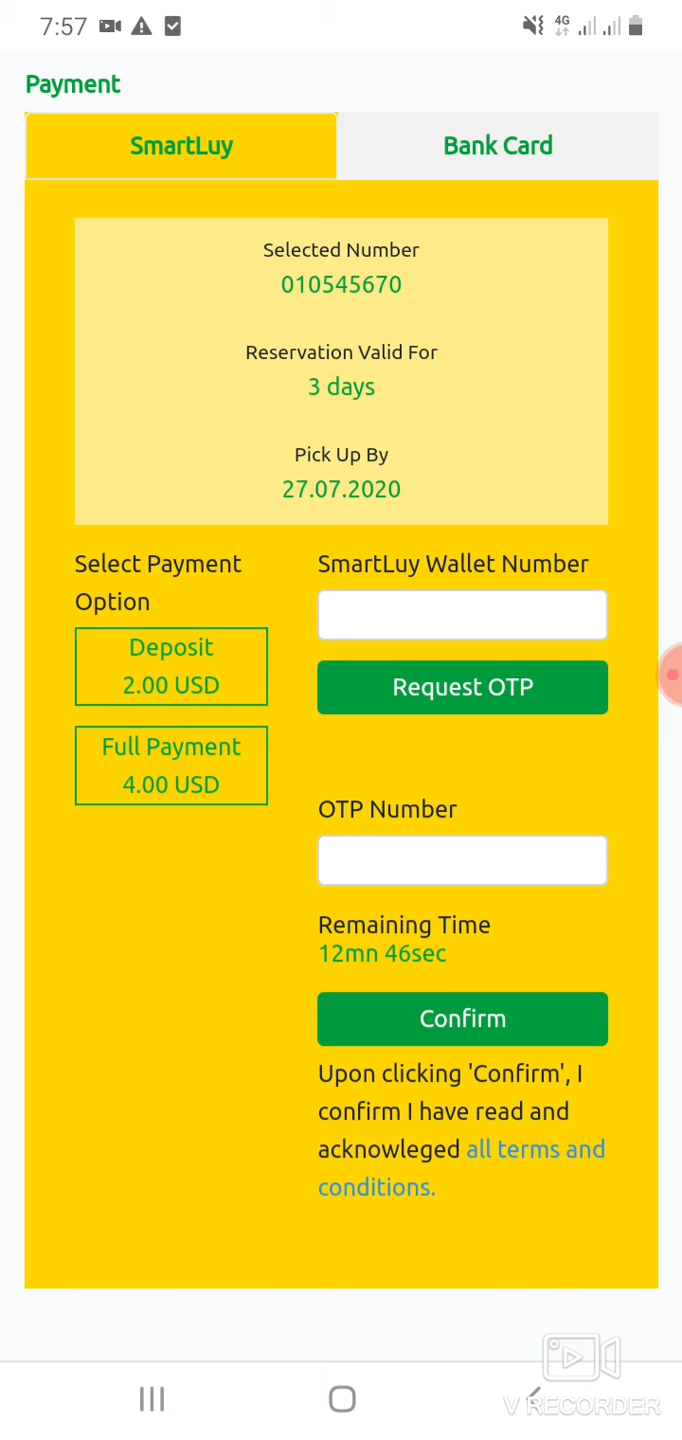 7:57
4G
Payment
SmartLuy
Bank Card
Selected Number
010545670
Reservation Valid For
3 days
Pick Up By
27.07.2020
Select Payment
Option
Deposit
2.00 USD
Full Payment
4.00 USD
SmartLuy Wallet Number
Request OTP
OTP Number
Remaining Time
12mn 46sec
Confirm
Upon clicking 'Confirm', I
confirm I have read and
acknowleged all terms and
conditions.
V RECORDER